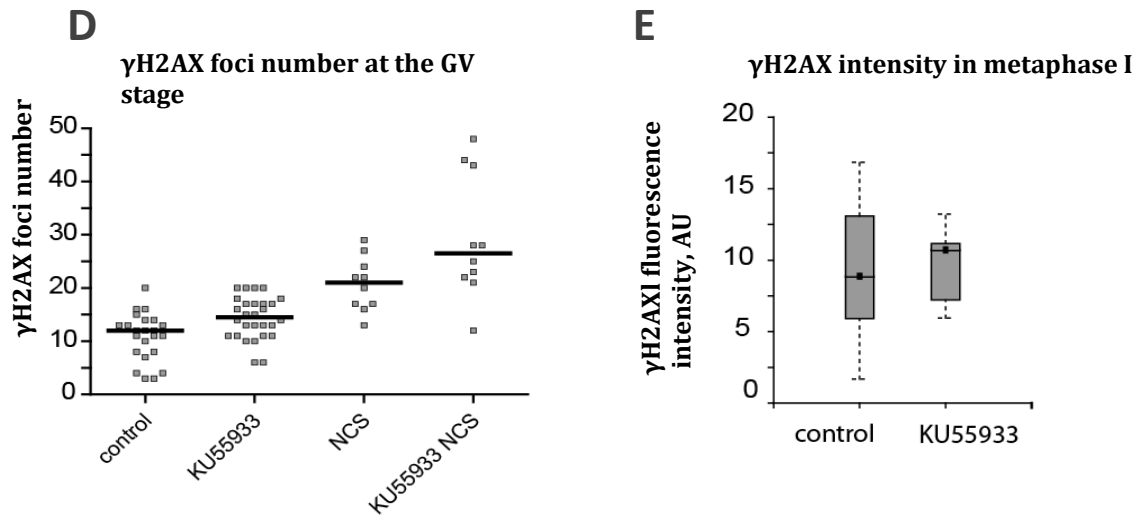 D
γH2AX foci number at the GV
stage
γH2AX foci number
50
40
30
20
10
0
control
KU55933
NCS
KU55933 NCS
E
γH2AX intensity in metaphase I
γH2AXl fluorescence
intensity, AU
20
15
10
5
0
control
KU55933